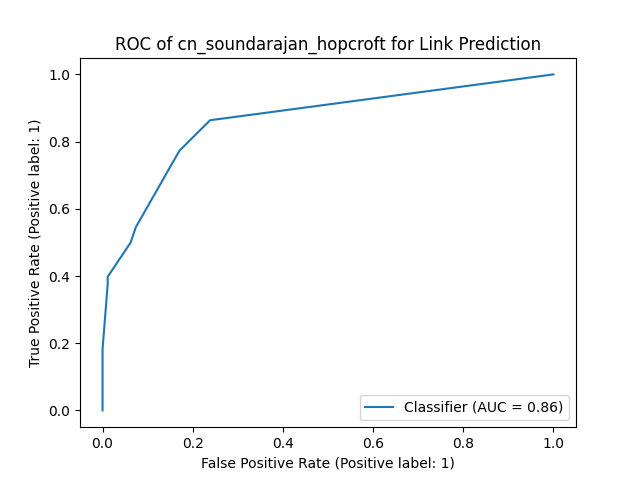 ROC of cn_soundarajan_hopcroft for Link Prediction
True Positive Rate (Positive label: 1)
1.0
0.8
0.6
0.4
0.2
0.0
Classifier (AUC = 0.86)
0.0 0.2 0.4 0.6 0.8 1.0
False Positive Rate (Positive label: 1)